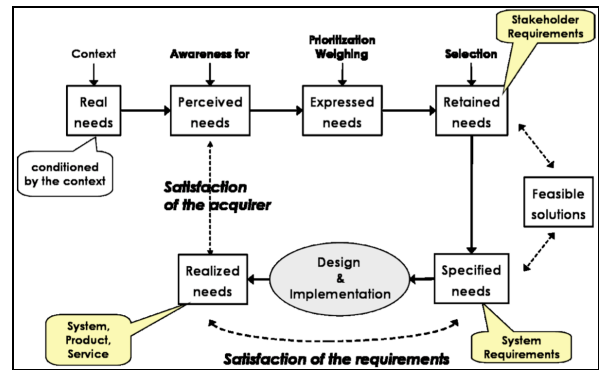 Stakeholder
Requirements
Context
Awareness for
Prioritization
Weighing
Selection
Real
needs
Perceived
needs
Expressed
needs
Retained
needs
conditioned
by the context
Satisfaction
of the acquirer
Feasible
solutions
Realized
needs
Design
&
Implementation
Specified
needs
System,
Product,
Service
System
Requirements
Satisfaction of the requirements